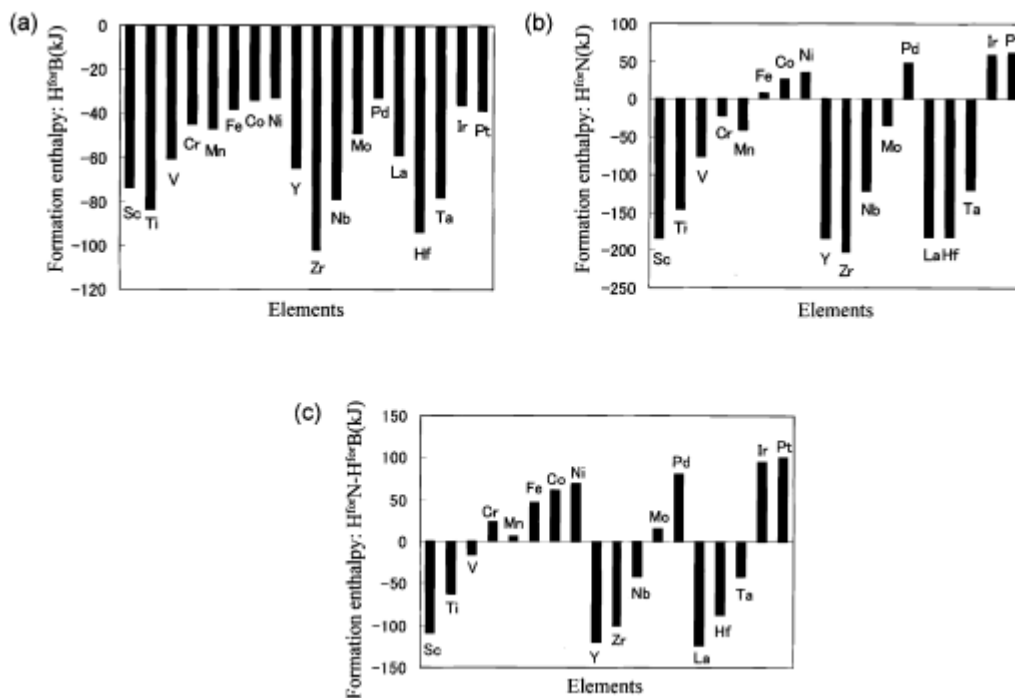 (a)
Formation enthalpy: HforB(kJ)
0
-20
-40
-60
-80
-100
-120
Sc
Ti
V
Cr
Mn
Fe
Co
Ni
Y
Zr
Nb
Mo
Pd
La
Hf
Ta
Ir
Pt
Elements
(b)
Formation enthalpy: HforN(kJ)
100
50
0
-50
-100
-150
-200
-250
Sc
Ti
V
Cr
Mn
Fe
Co
Ni
Y
Zr
Nb
Mo
Pd
La
Hf
Ta
Ir
Elements
(c)
Formation enthalpy: HforN-HforB(kJ)
150
100
50
0
-50
-100
-150
Sc
Ti
V
Cr
Mn
Fe
Co
Ni
Y
Zr
Nb
Mo
Pd
La
Hf
Ta
Ir
Pt
Elements